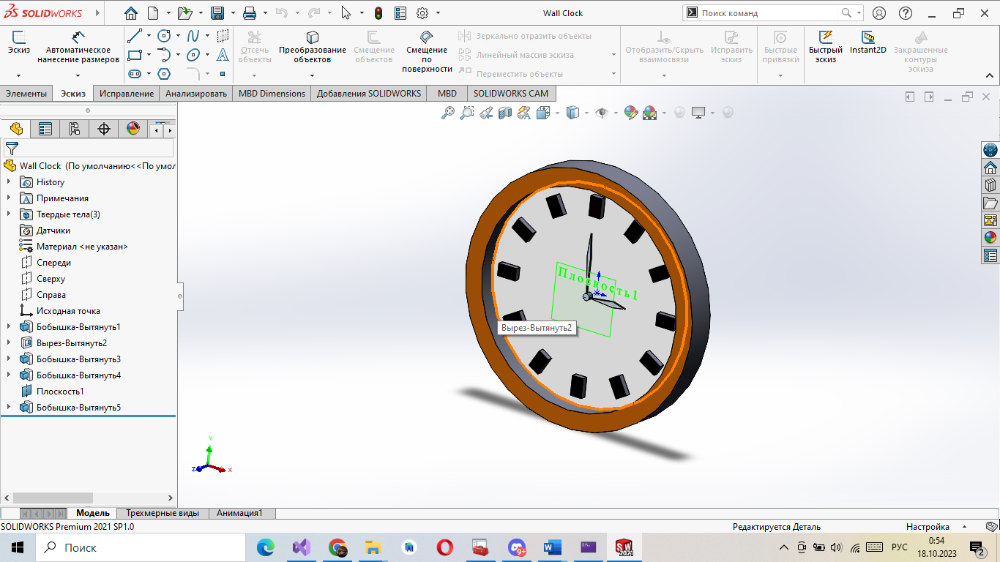 SOLIDWORKS
Wall Clock
Поиск команд
Эскиз
Автоматическое нанесение размеров
Отсечь объекты
Преобразование объектов
Смещение объектов
Смещение по поверхности
Зеркально отразить объекты
Линейный массив эскиза
Переместить объекты
Отобразить/Скрыть взаимосвязи
Исправить эскиз
Быстрые привязки
Быстрый эскиз
Instant2D
Закрашенные контуры эскиза
Элементы
Эскиз
Исправление
Анализировать
MBD Dimensions
Добавления SOLIDWORKS
MBD
SOLIDWORKS CAM
Wall Clock (По умолчанию<<По умол
History
Примечания
Твердые тела(3)
Датчики
Материал <не указан>
Спереди
Сверху
Справа
Исходная точка
Бобышка-Вытянуть1
Вырез-Вытянуть2
Бобышка-Вытянуть3
Бобышка-Вытянуть4
Плоскость1
Бобышка-Вытянуть5
Плоскость1
Вырез-Вытянуть2
Y
Z
X
Модель
Трехмерные виды
Анимация1
SOLIDWORKS Premium 2021 SP1.0
Редактируется Деталь
Настройка
Поиск
9+
SW
2021
РУС
0:54
18.10.2023
2